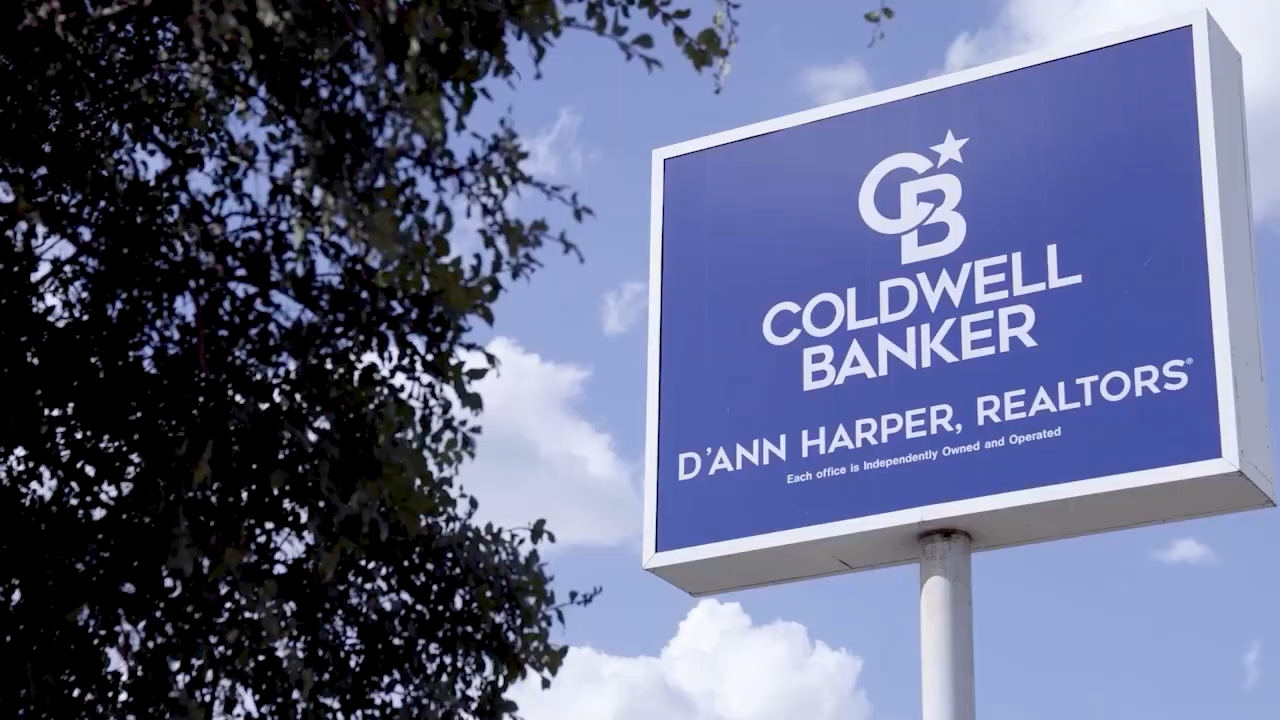 CB
COLDWELL
BANKER
D'ANN HARPER, REALTORS®
Each office is Independently Owned and Operated